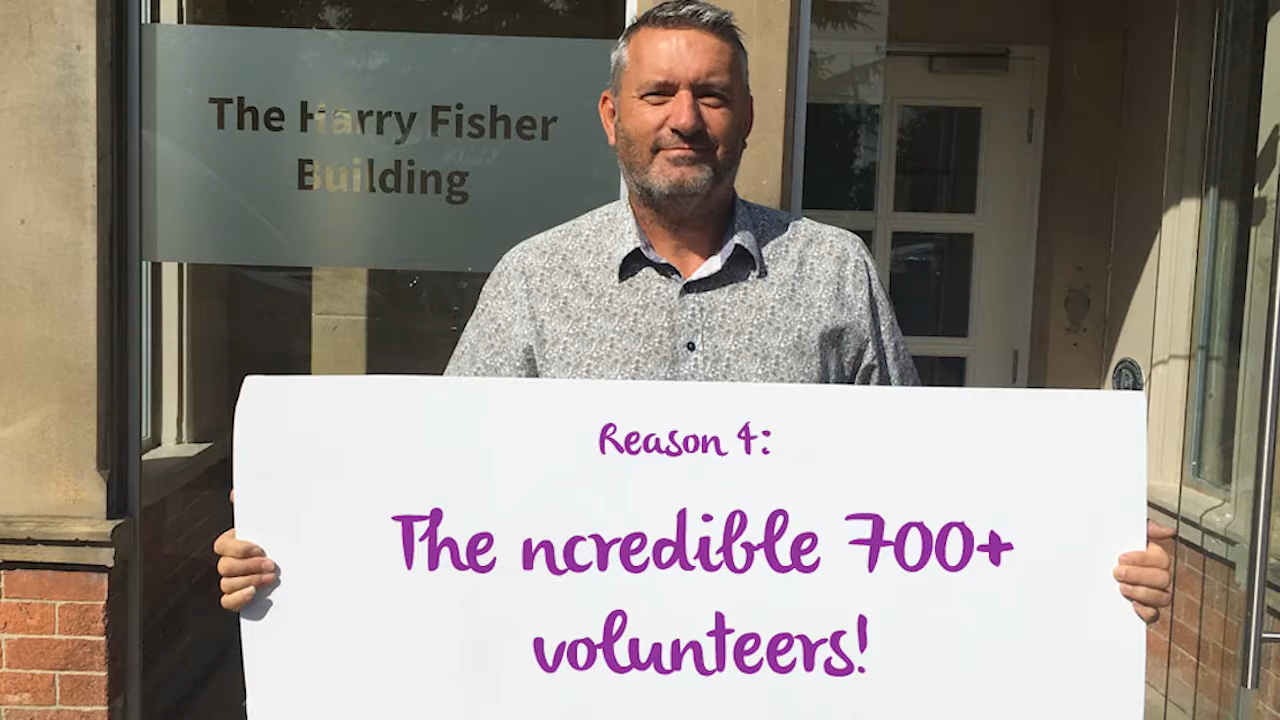 The Harry Fisher
Building
Reason 4:
The ncredible 700+
volunteers!